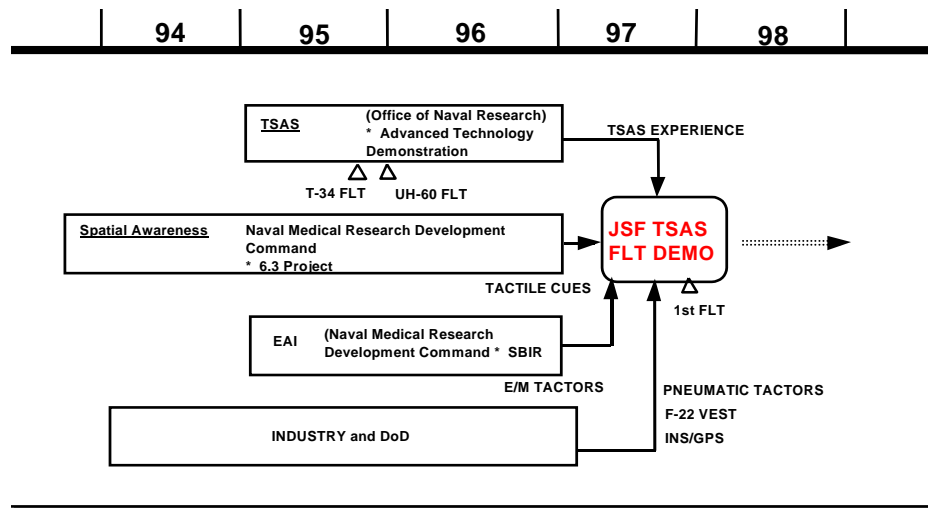 94 95 96 97 98
TSAS (Office of Naval Research)
* Advanced Technology
Demonstration
TSAS EXPERIENCE
T-34 FLT UH-60 FLT
Spatial Awareness Naval Medical Research Development
Command
* 6.3 Project
JSF TSAS
FLT DEMO
TACTILE CUES
1st FLT
EAI (Naval Medical Research
Development Command * SBIR
E/M TACTORS
PNEUMATIC TACTORS
F-22 VEST
INS/GPS
INDUSTRY and DoD